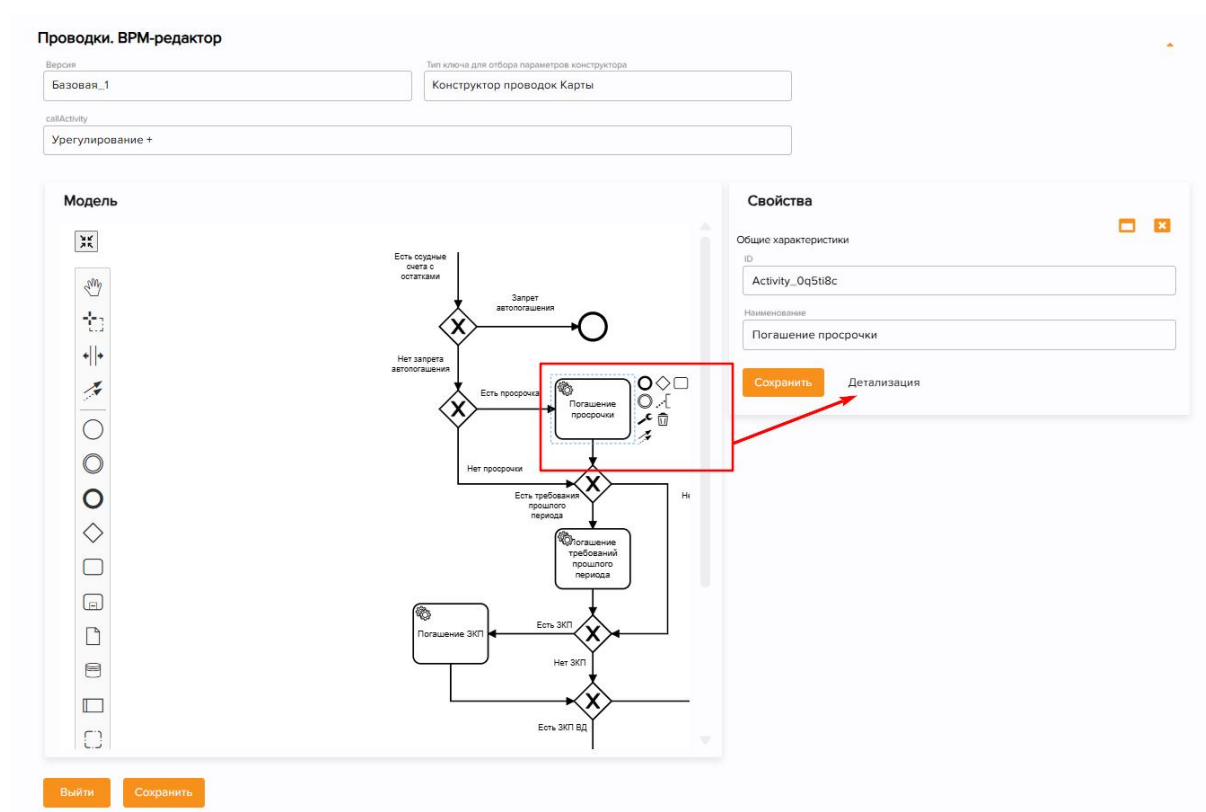 Проводки. BPM-редактор
Версия
Тип ключа для отбора параметров конструктора
Базовая_1
Конструктор проводок Карты
callActivity
Урегулирование +
Модель
Есть ссудные
счета с
остатками
Запрет
автопогашения
Нет запрета
автопогашения
Есть просрочка
Погашение
просрочки
Нет просрочки
Есть требования
прошлого
периода
Не
Погашение
требований
прошлого
периода
Есть ЗКП
Погашение ЗКП
Нет ЗКП
Есть ЗКП ВД
Свойства
Общие характеристики
ID
Activity_0q5ti8c
Наименование
Погашение просрочки
Сохранить
Детализация
Выйти
Сохранить